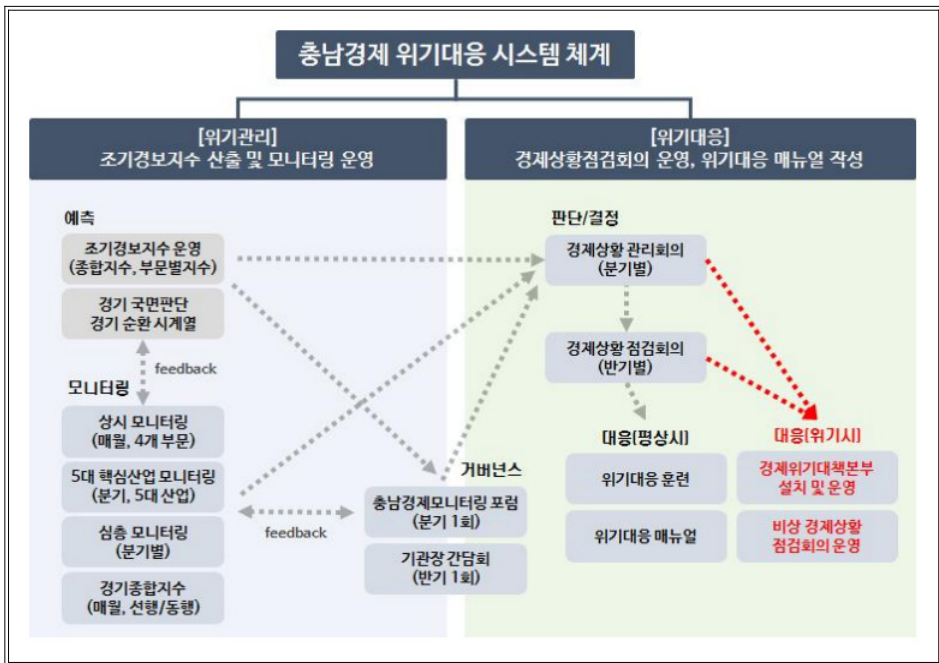 충남경제 위기대응 시스템 체계
[위기관리]
조기경보지수 산출 및 모니터링 운영
[위기대응]
경제상황점검회의 운영, 위기대응 매뉴얼 작성
예측
조기경보지수 운영
(종합지수, 부문별지수)
경기 국면판단
경기 순환 시계열
feedback
모니터링
상시 모니터링
(매월, 4개 부문)
5대 핵심산업 모니터링
(분기, 5대 산업)
심층 모니터링
(분기별)
경기종합지수
(매월, 선행/동행)
feedback
거버넌스
충남경제모니터링 포럼
(분기 1회)
기관장 간담회
(반기 1회)
판단/결정
경제상황 관리회의
(분기별)
경제상황 점검회의
(반기별)
대응[평상시]
위기대응 훈련
위기대응 매뉴얼
대응[위기시]
경제위기대책본부
설치 및 운영
비상 경제상황
점검회의 운영